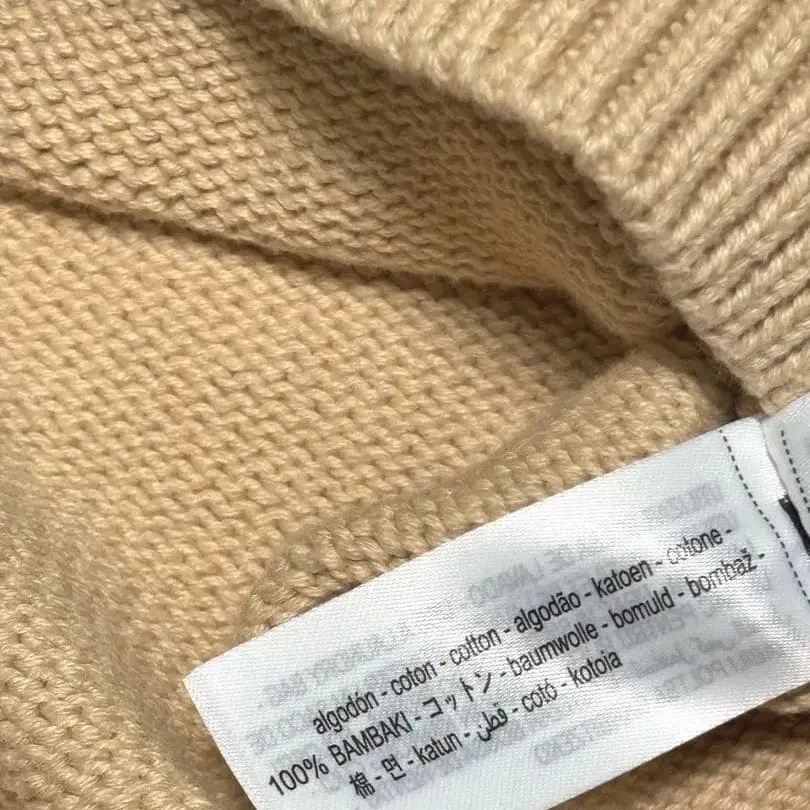 algodón - coton - cotton - algodão - katoen - cotone -
100% BAMBAKI - コットン - baumwolle - bomuld - bombaž -
棉 - 면 - katun - قطن - cotó - kotoia